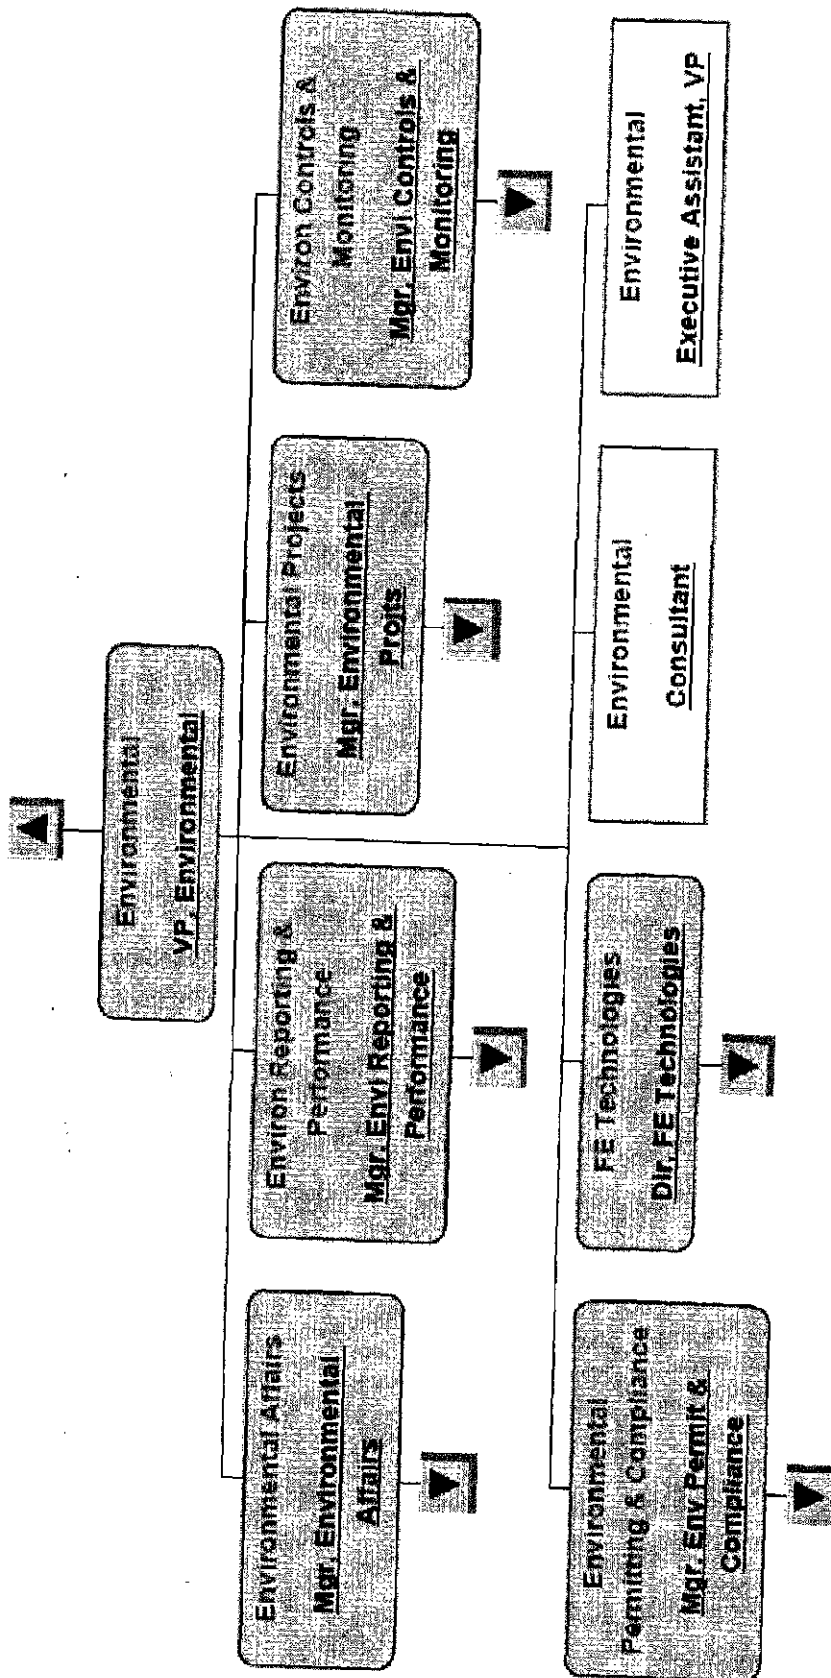 Environmental
VP, Environmental
Environmental Affairs
Mgr. Environmental
Affairs
Environ Reporting &
Performance
Mgr. Envi Reporting &
Performance
Environmental Projects
Mgr. Environmental
Projts
Environ Controls &
Monitoring
Mgr. Envi Controls &
Monitoring
Environmental
Permitting & Compliance
Mgr. Env Permit &
Compliance
FE Technologies
Dir, FE Technologies
Environmental
Consultant
Environmental
Executive Assistant, VP